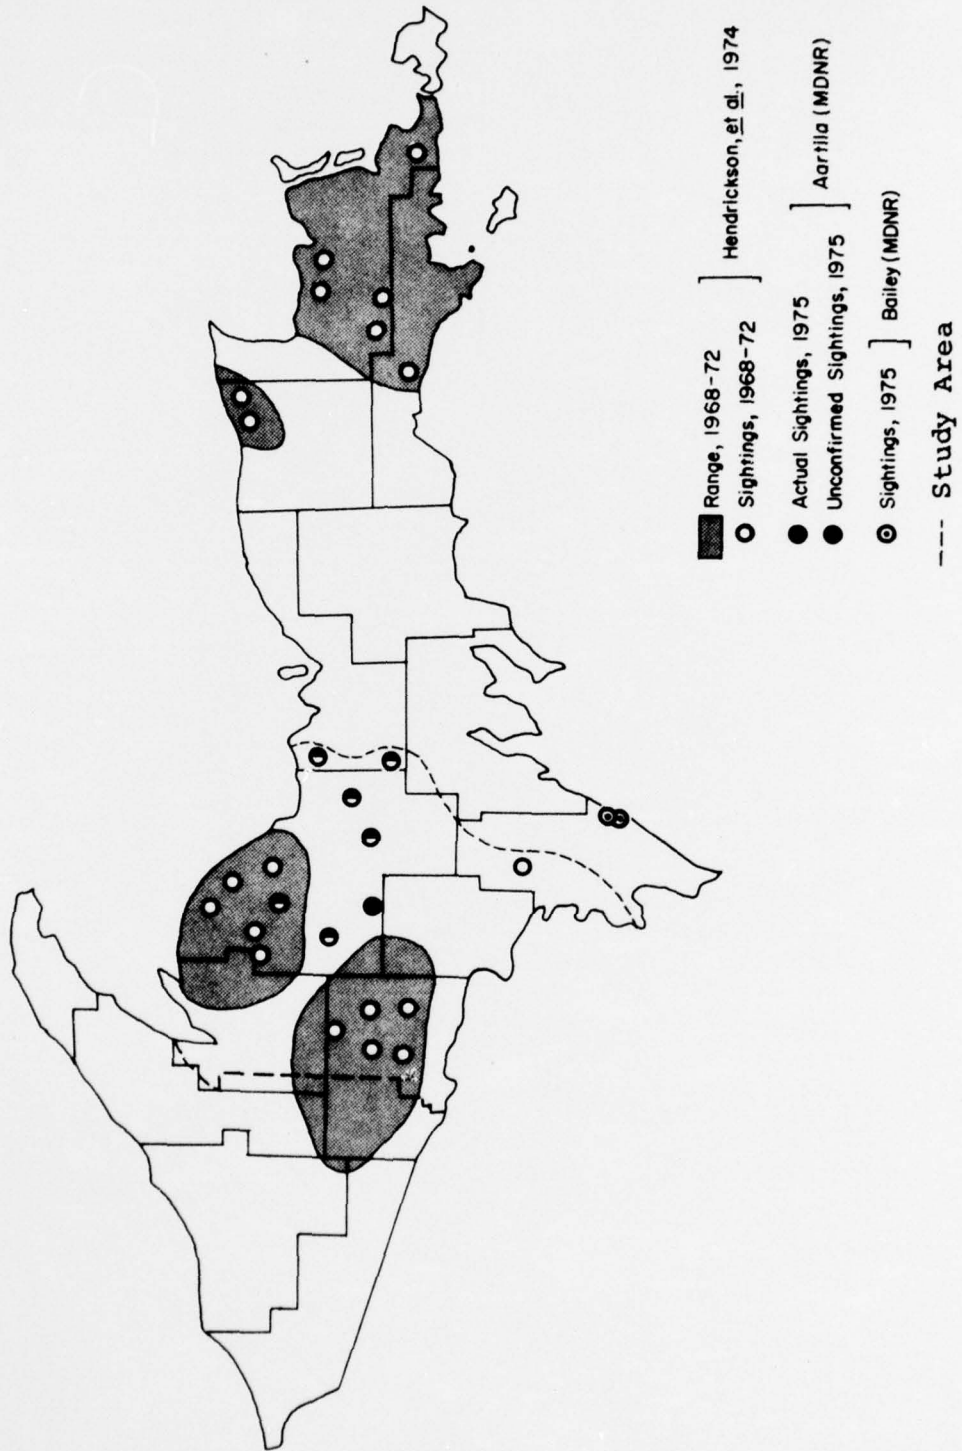 Range, 1968-72
Sightings, 1968-72
Hendrickson, et al., 1974
Actual Sightings, 1975
Unconfirmed Sightings, 1975
Aartila (MDNR)
Sightings, 1975
Bailey (MDNR)
Study Area